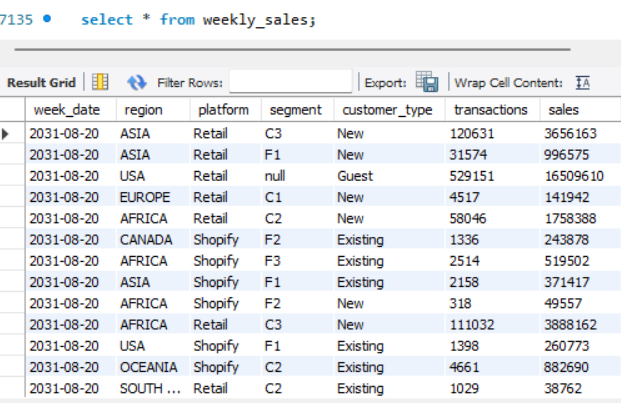 7135 select * from weekly_sales;
Result Grid Filter Rows: Export: Wrap Cell Content: IA
week_date region platform segment customer_type transactions sales
2031-08-20 ASIA Retail C3 New 120631 3656163
2031-08-20 ASIA Retail F1 New 31574 996575
2031-08-20 USA Retail null Guest 529151 16509610
2031-08-20 EUROPE Retail C1 New 4517 141942
2031-08-20 AFRICA Retail C2 New 58046 1758388
2031-08-20 CANADA Shopify F2 Existing 1336 243878
2031-08-20 AFRICA Shopify F3 Existing 2514 519502
2031-08-20 ASIA Shopify F1 Existing 2158 371417
2031-08-20 AFRICA Shopify F2 New 318 49557
2031-08-20 AFRICA Retail C3 New 111032 3888162
2031-08-20 USA Shopify F1 Existing 1398 260773
2031-08-20 OCEANIA Shopify C2 Existing 4661 882690
2031-08-20 SOUTH ... Retail C2 Existing 1029 38762